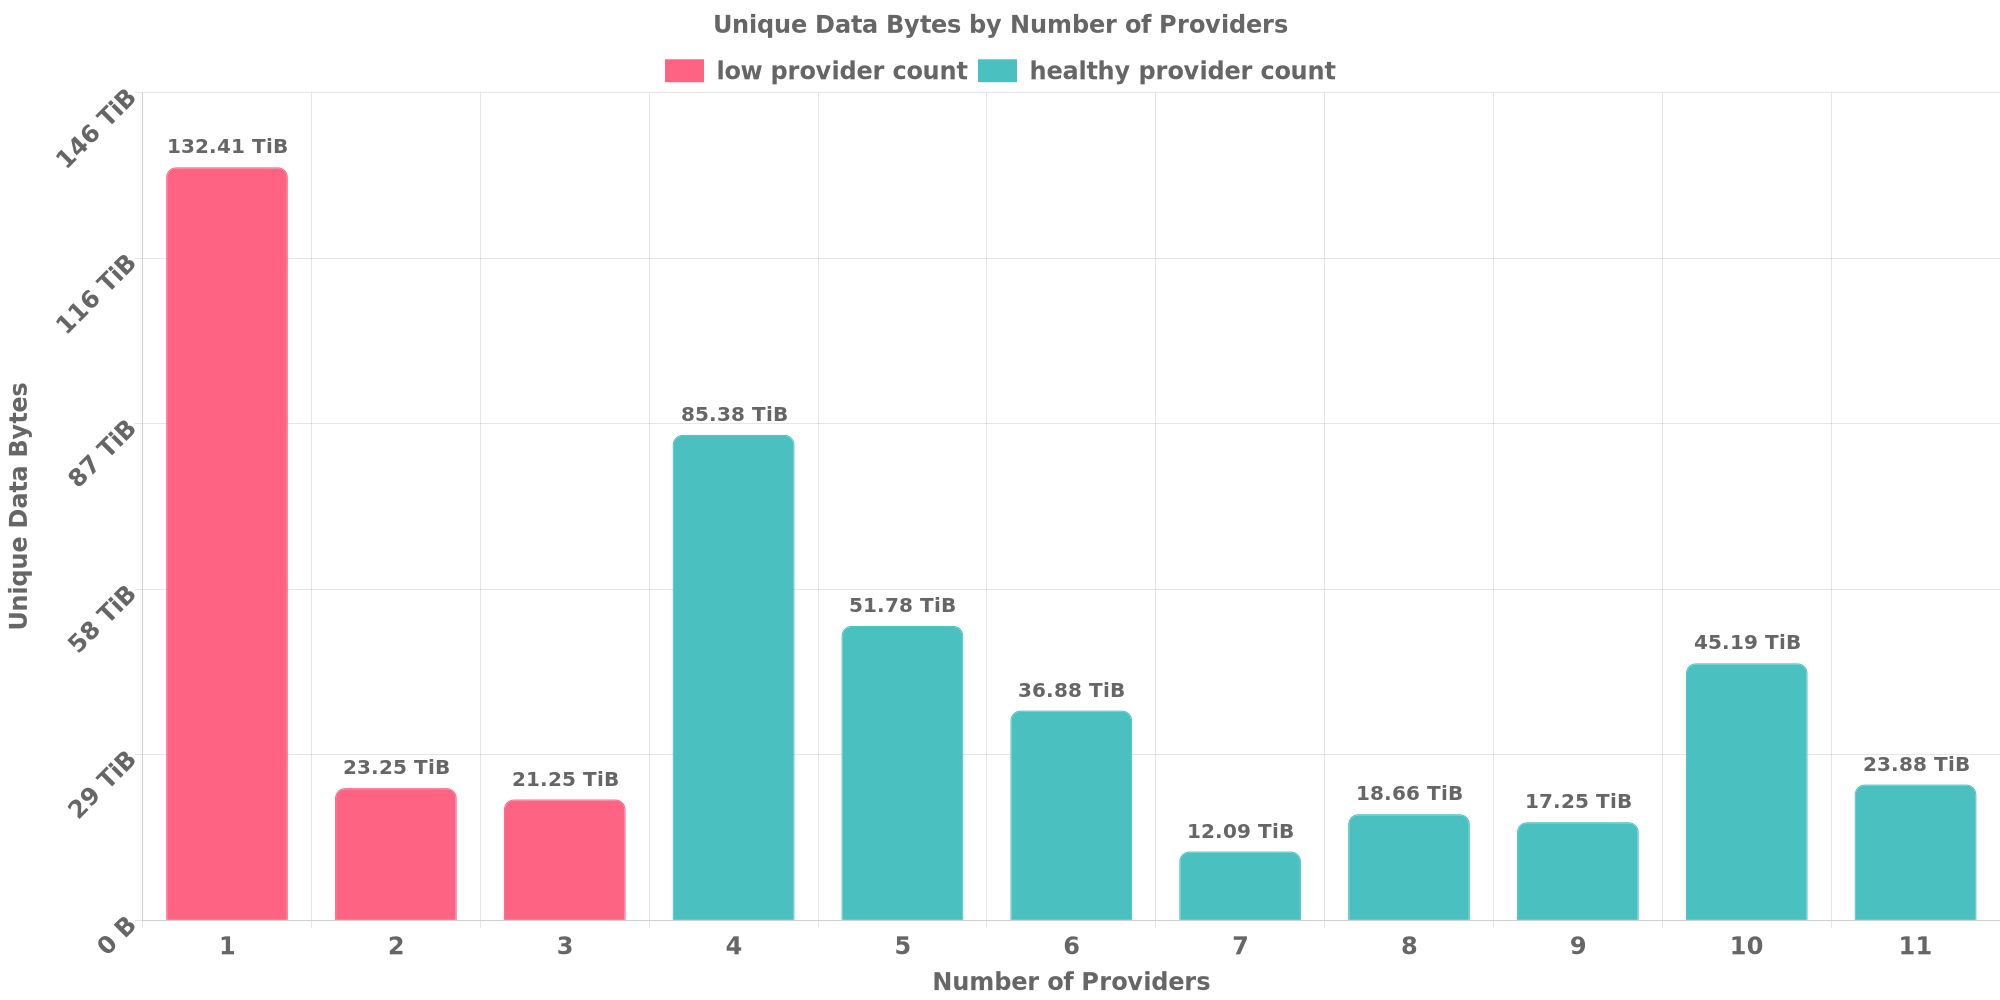 Unique Data Bytes by Number of Providers
low provider count healthy provider count
146 TiB
116 TiB
87 TiB
58 TiB
29 TiB
0 B
Unique Data Bytes
132.41 TiB
23.25 TiB
21.25 TiB
85.38 TiB
51.78 TiB
36.88 TiB
12.09 TiB
18.66 TiB
17.25 TiB
45.19 TiB
23.88 TiB
1 2 3 4 5 6 7 8 9 10 11
Number of Providers